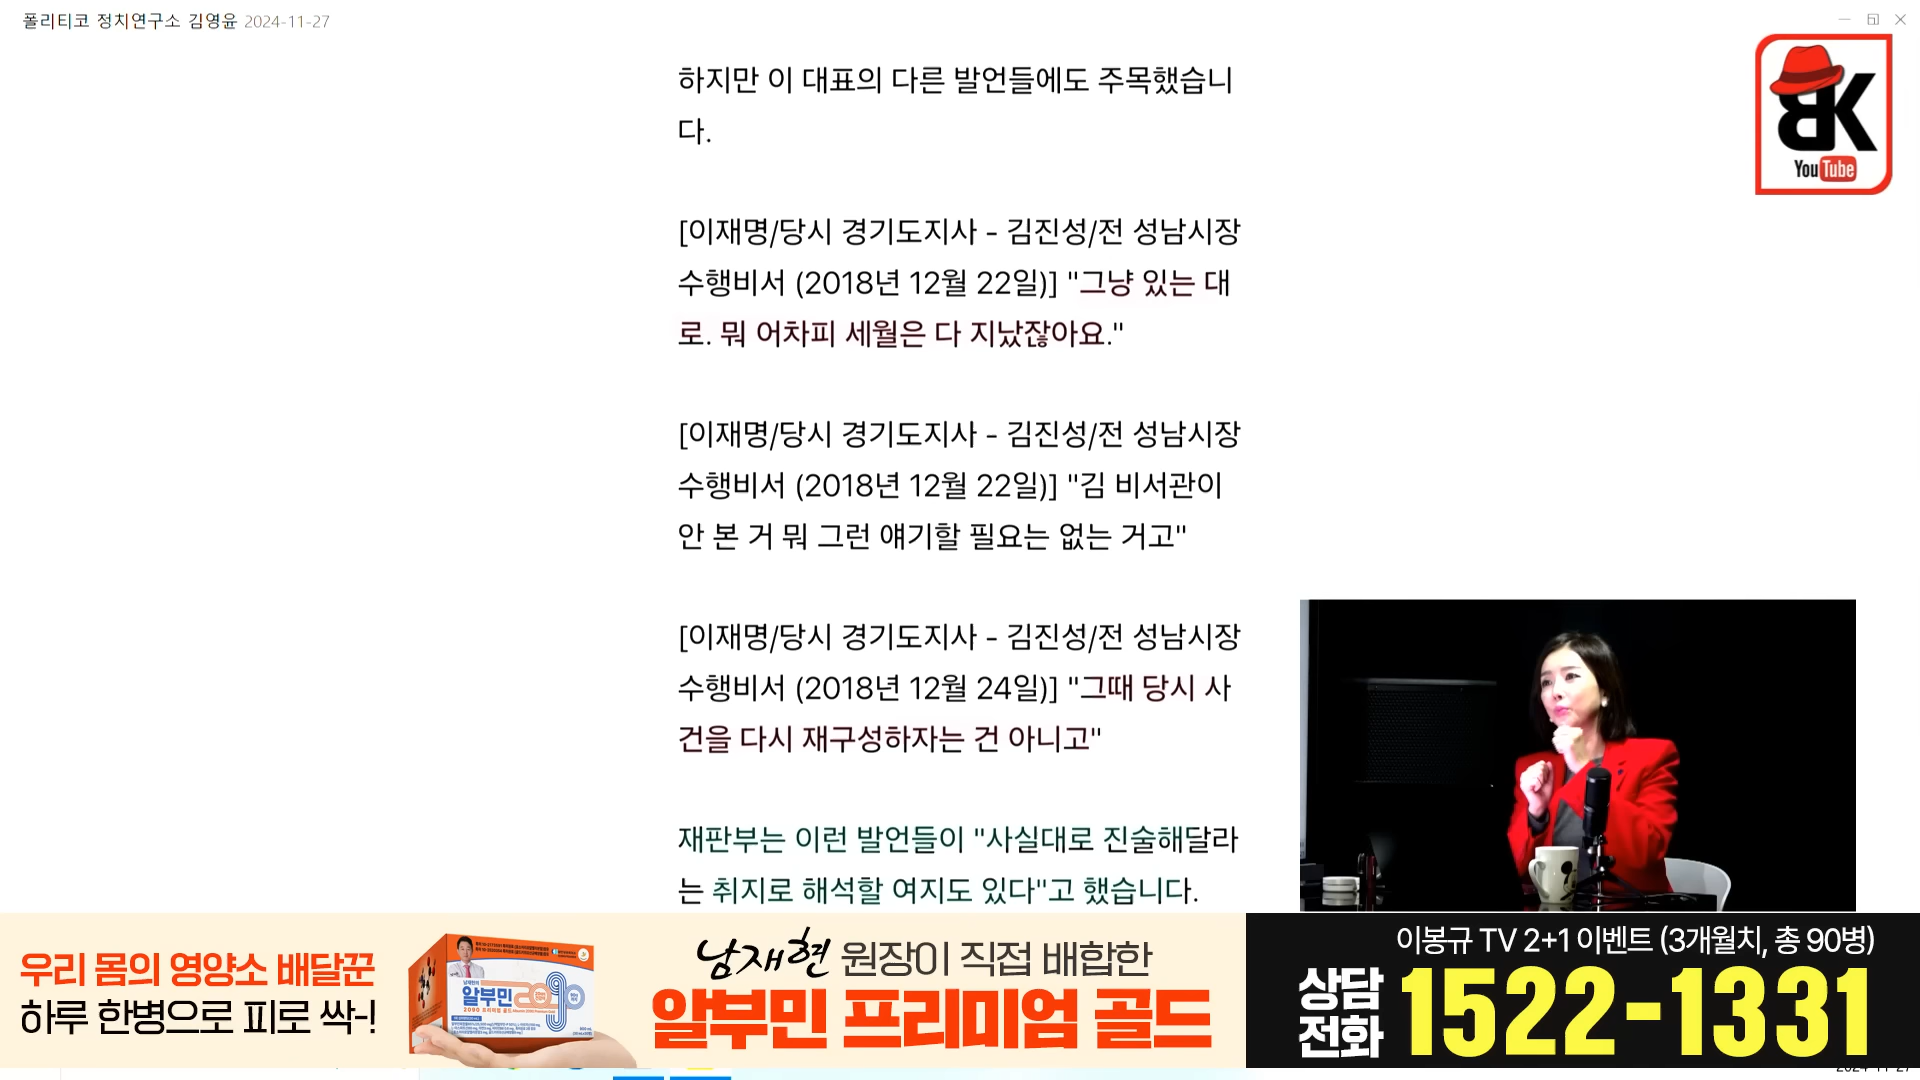 폴리티코 정치연구소 김영윤 2024-11-27
하지만 이 대표의 다른 발언들에도 주목했습니
다.
[이재명/당시 경기도지사 - 김진성/전 성남시장
수행비서 (2018년 12월 22일)] "그냥 있는 대
로. 뭐 어차피 세월은 다 지났잖아요."
[이재명/당시 경기도지사 - 김진성/전 성남시장
수행비서 (2018년 12월 22일)] "김 비서관이
안 본 거 뭐 그런 얘기할 필요는 없는 거고"
[이재명/당시 경기도지사 - 김진성/전 성남시장
수행비서 (2018년 12월 24일)] "그때 당시 사
건을 다시 재구성하자는 건 아니고"
재판부는 이런 발언들이 "사실대로 진술해달라
는 취지로 해석할 여지도 있다"고 했습니다.
BK
YouTube
우리 몸의 영양소 배달꾼
하루 한병으로 피로 싹-!
알부민 2090
남재현 원장이 직접 배합한
알부민 프리미엄 골드
이봉규 TV 2+1 이벤트 (3개월치, 총 90병)
상담
전화
1522-1331